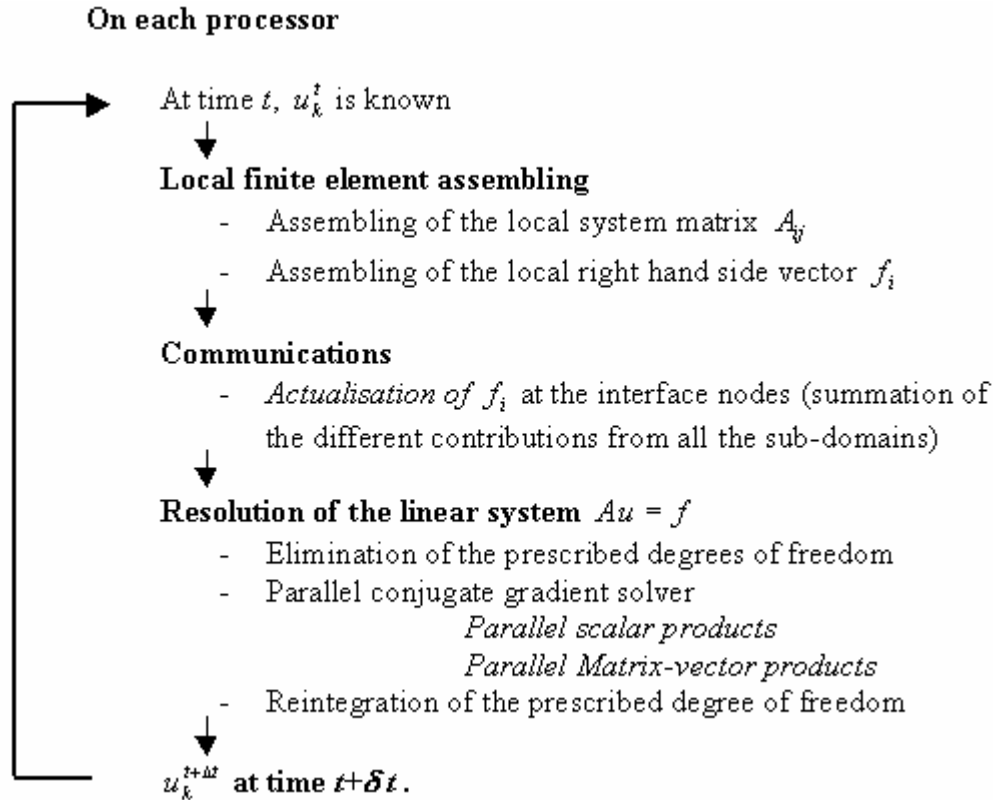 On each processor
At time t, u_k^t is known
Local finite element assembling
- Assembling of the local system matrix A_ij
- Assembling of the local right hand side vector f_i
Communications
- Actualisation of f_i at the interface nodes (summation of
the different contributions from all the sub-domains)
Resolution of the linear system Au = f
- Elimination of the prescribed degrees of freedom
- Parallel conjugate gradient solver
Parallel scalar products
Parallel Matrix-vector products
- Reintegration of the prescribed degree of freedom
u_k^{t+Δt} at time t+δt.